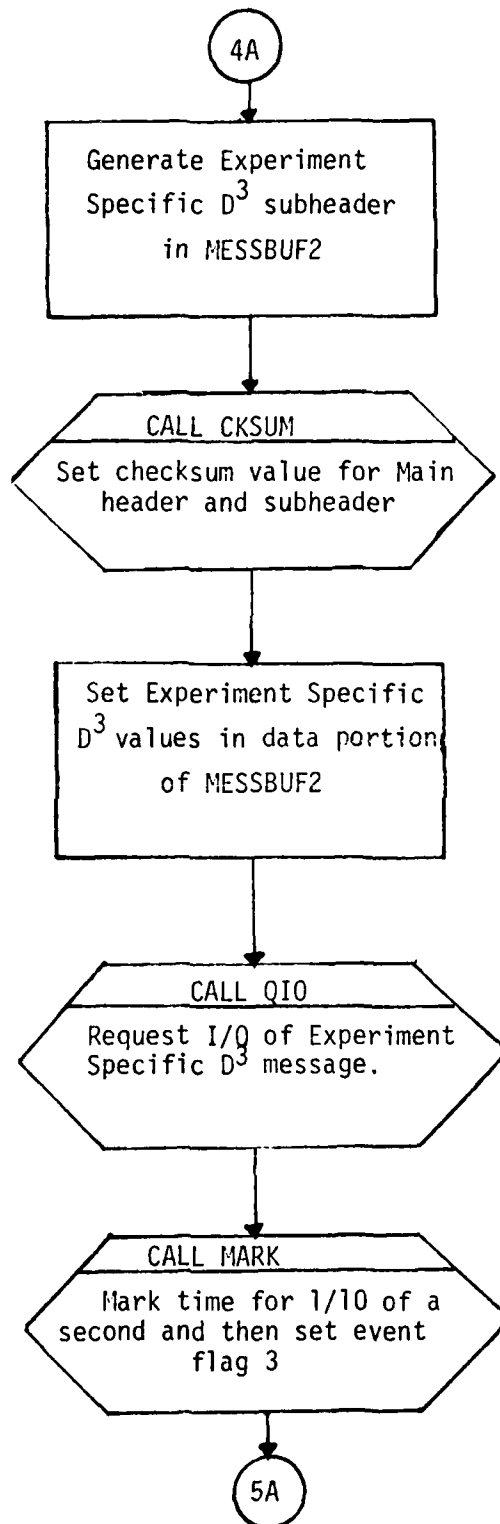 4A
Generate Experiment
Specific D³ subheader
in MESSBUF2
CALL CKSUM
Set checksum value for Main
header and subheader
Set Experiment Specific
D³ values in data portion
of MESSBUF2
CALL QIO
Request I/O of Experiment
Specific D³ message.
CALL MARK
Mark time for 1/10 of a
second and then set event
flag 3
5A